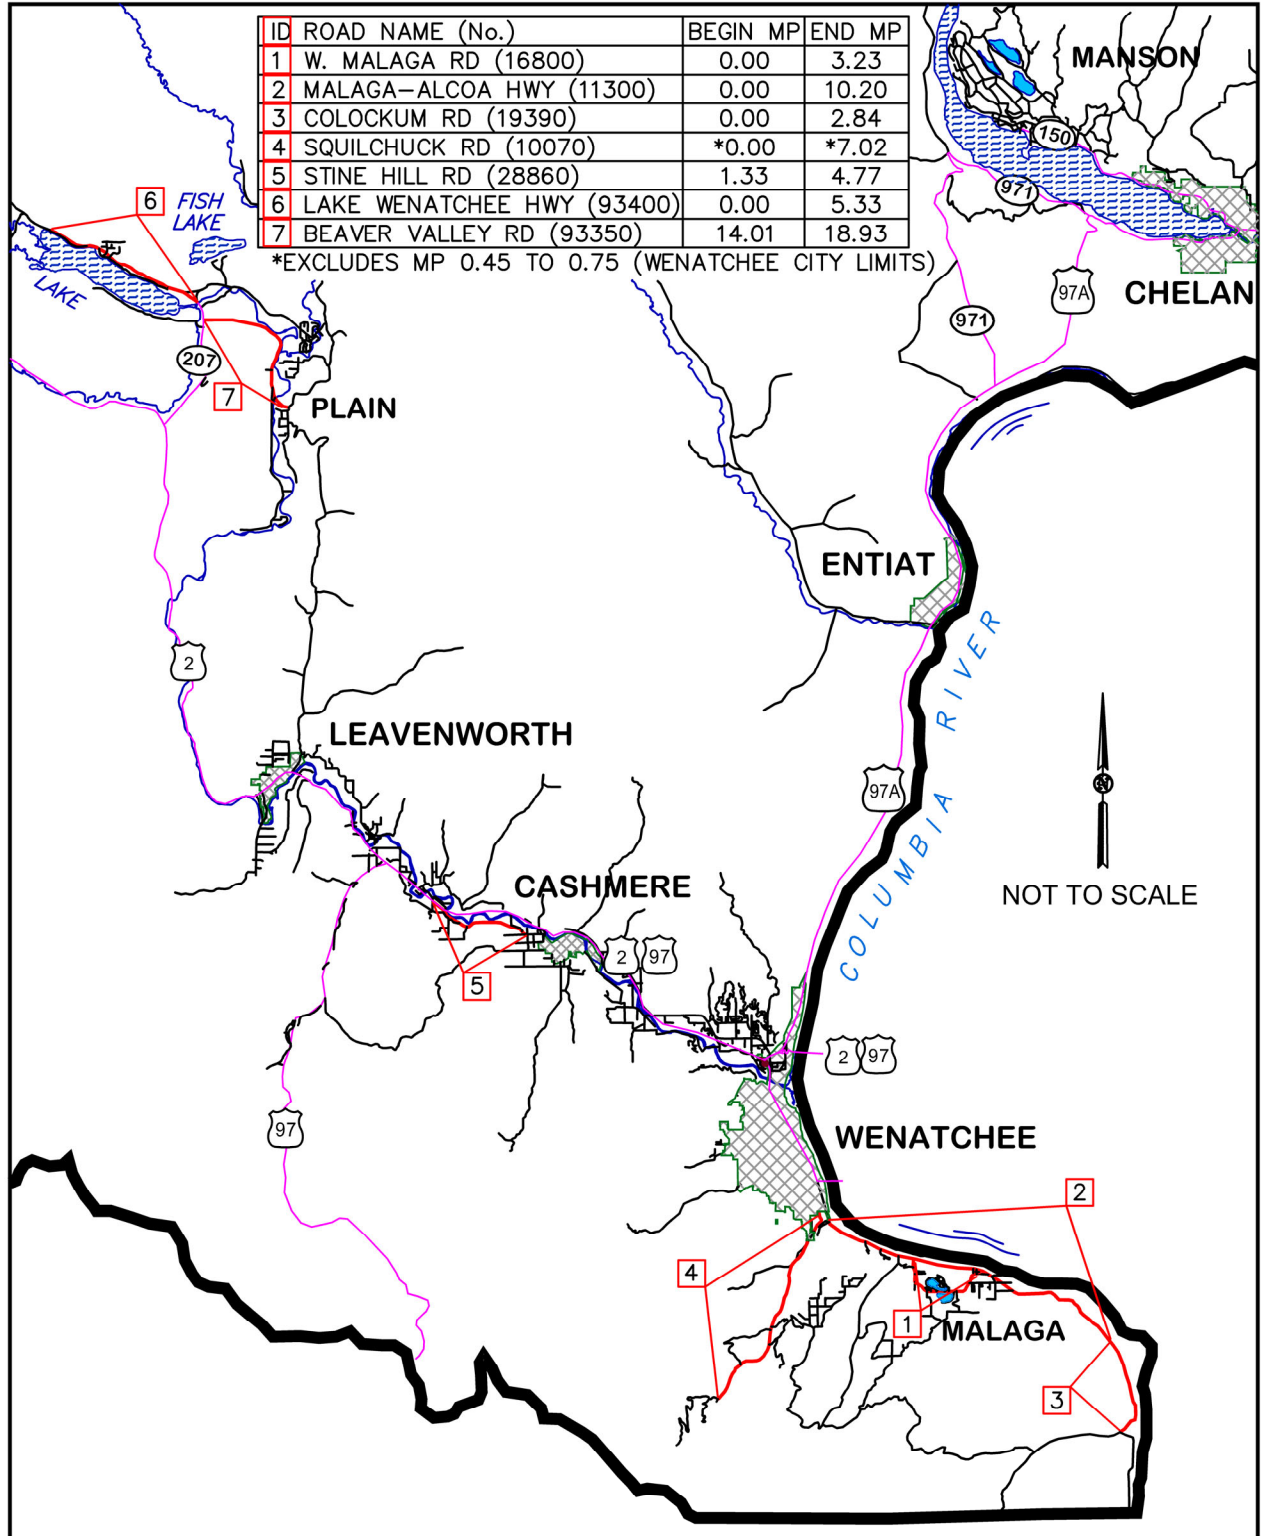 ID ROAD NAME (No.) BEGIN MP END MP
1 W. MALAGA RD (16800) 0.00 3.23
2 MALAGA-ALCOA HWY (11300) 0.00 10.20
3 COLOCKUM RD (19390) 0.00 2.84
4 SQUILCHUCK RD (10070) *0.00 *7.02
5 STINE HILL RD (28860) 1.33 4.77
6 LAKE WENATCHEE HWY (93400) 0.00 5.33
7 BEAVER VALLEY RD (93350) 14.01 18.93
*EXCLUDES MP 0.45 TO 0.75 (WENATCHEE CITY LIMITS)
MANSON
150
971
6
FISH
LAKE
LAKE
97A
CHELAN
971
207
7
PLAIN
ENTIAT
2
COLUMBIA RIVER
LEAVENWORTH
97A
NOT TO SCALE
CASHMERE
2 97
5
2 97
97
WENATCHEE
2
4
1
MALAGA
3